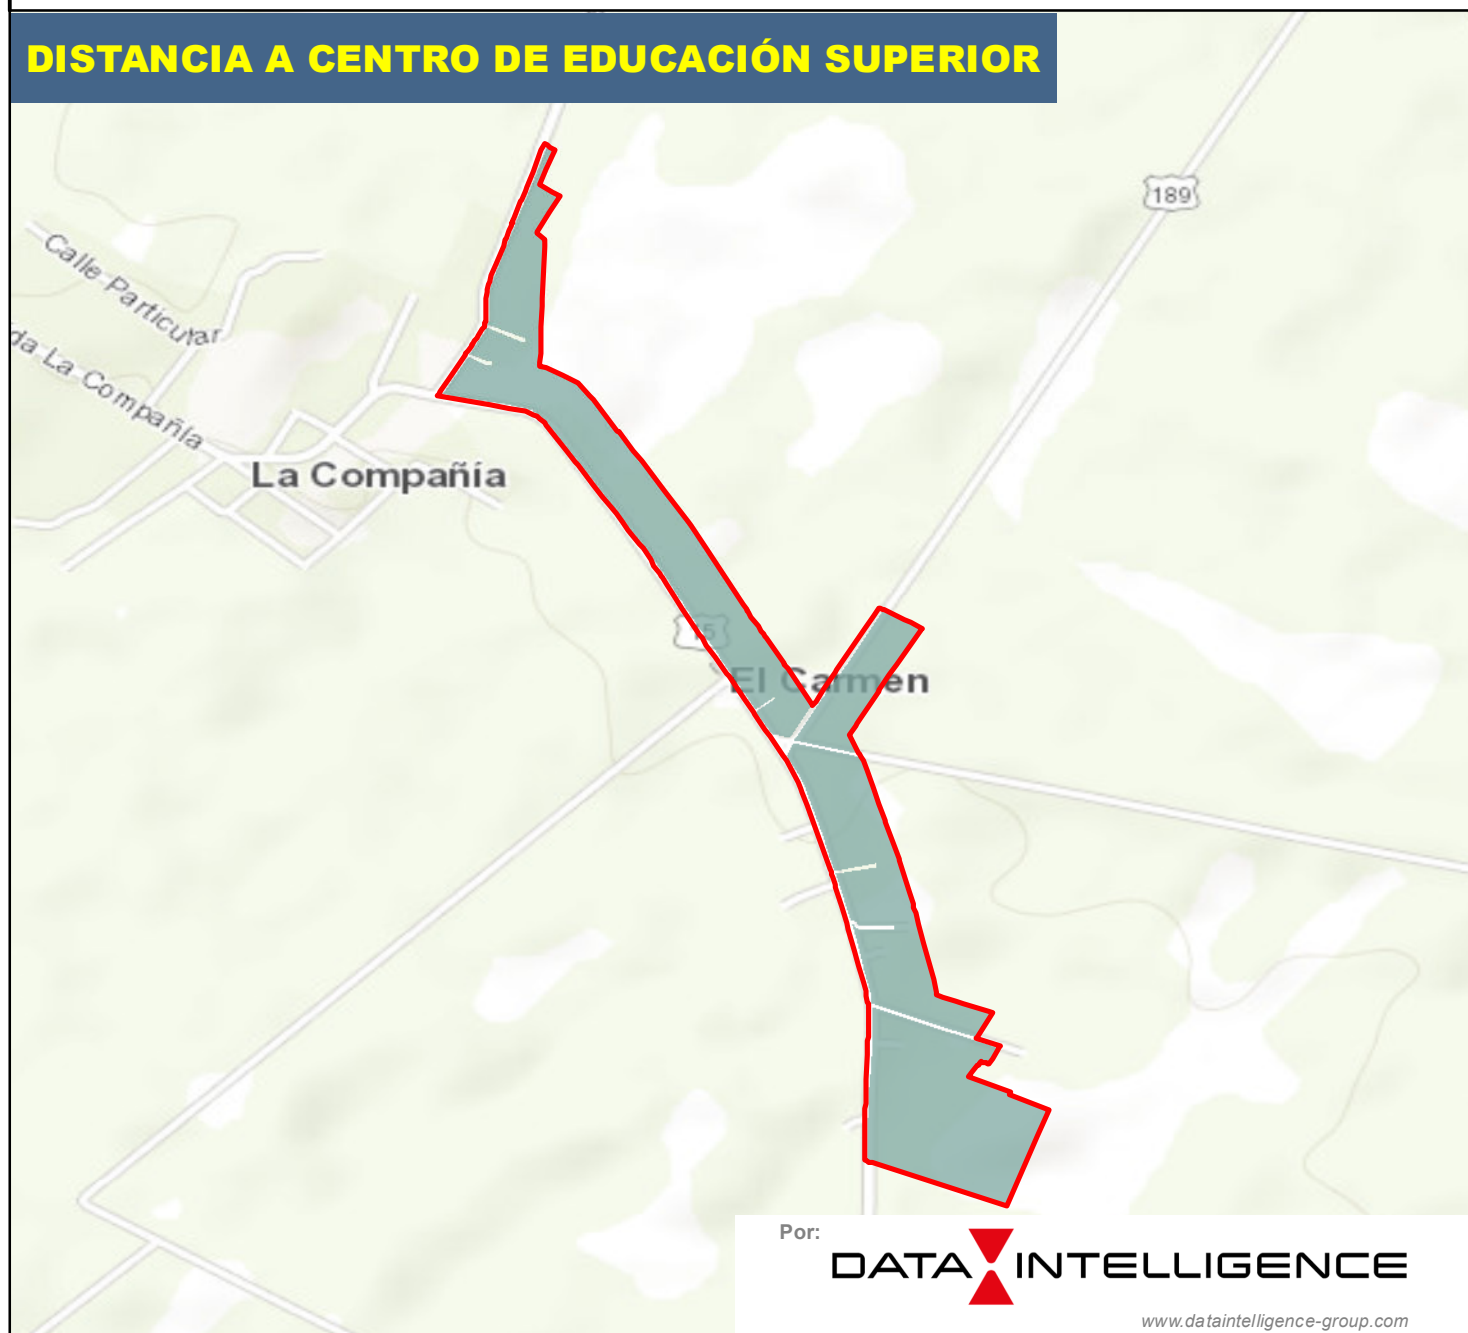 DISTANCIA A CENTRO DE EDUCACIÓN SUPERIOR
189
Calle Particular
da La Compañía
La Compañía
15
El Carmen
Por:
DATA INTELLIGENCE
www.dataintelligence-group.com